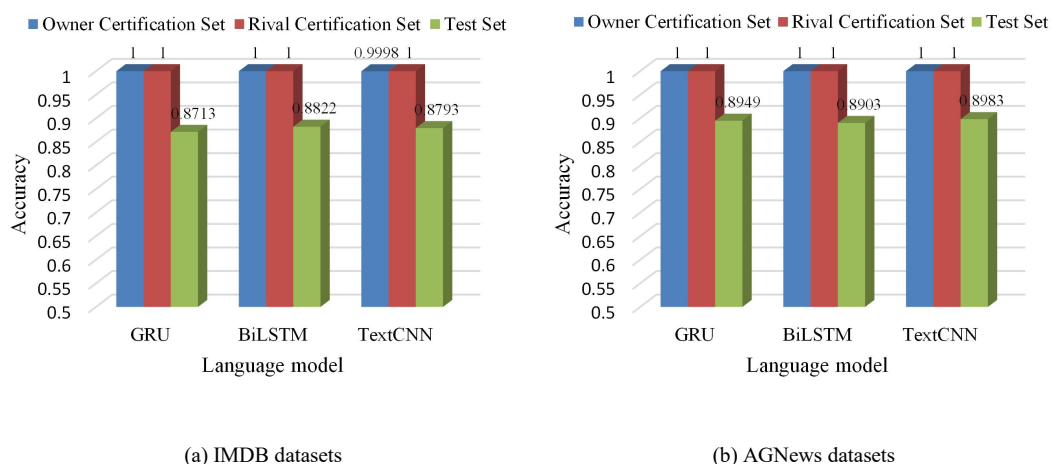 Owner Certification Set Rival Certification Set Test Set
1 1 1 1 0.9998 1
0.8713 0.8822 0.8793
1
0.95
0.9
0.85
0.8
0.75
0.7
0.65
0.6
0.55
0.5
Accuracy
GRU BiLSTM TextCNN
Language model
(a) IMDB datasets
Owner Certification Set Rival Certification Set Test Set
1 1 1 1 1 1
0.8949 0.8903 0.8983
1
0.95
0.9
0.85
0.8
0.75
0.7
0.65
0.6
0.55
0.5
Accuracy
GRU BiLSTM TextCNN
Language model
(b) AGNews datasets